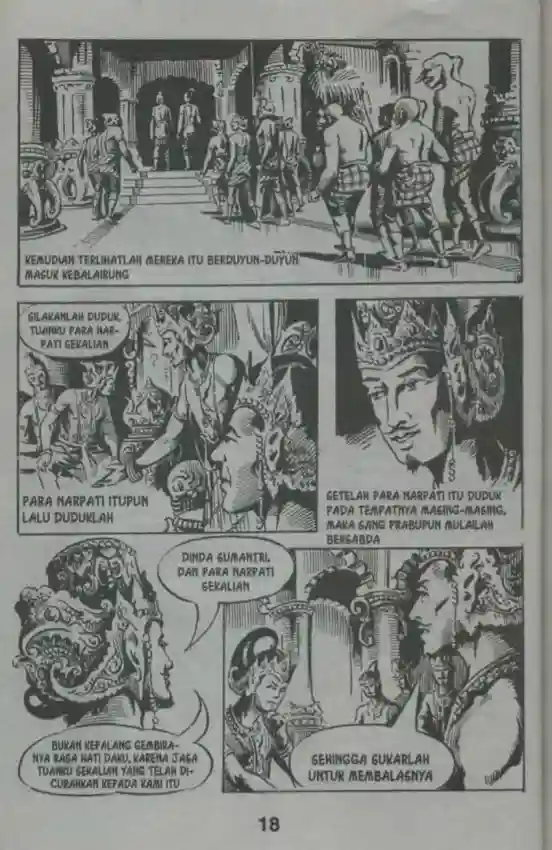 KEMUDIAN TERLIHATLAH MEREKA ITU BERDUYUN-DUYUN
MASUK KEBALAIRUNG
SILAKANLAH DUDUK,
TUANKU PARA NAR-
PATI SEKALIAN
PARA NARPATI ITUPUN
LALU DUDUKLAH
SETELAH PARA NARPATI ITU DUDUK
PADA TEMPATNYA MASING-MASING,
MAKA SANG PRABUPUN MULAILAH
BERSABDA
DINDA SUMANTRI,
DAN PARA NARPATI
SEKALIAN
BUKAN KEPALANG GEMBIRA-
NYA RASA HATI DAKU, KARENA JASA
TUANKU SEKALIAN YANG TELAH DI-
CURAHKAN KEPADA KAMI ITU
SEHINGGA SUKARLAH
UNTUK MEMBALASNYA
18